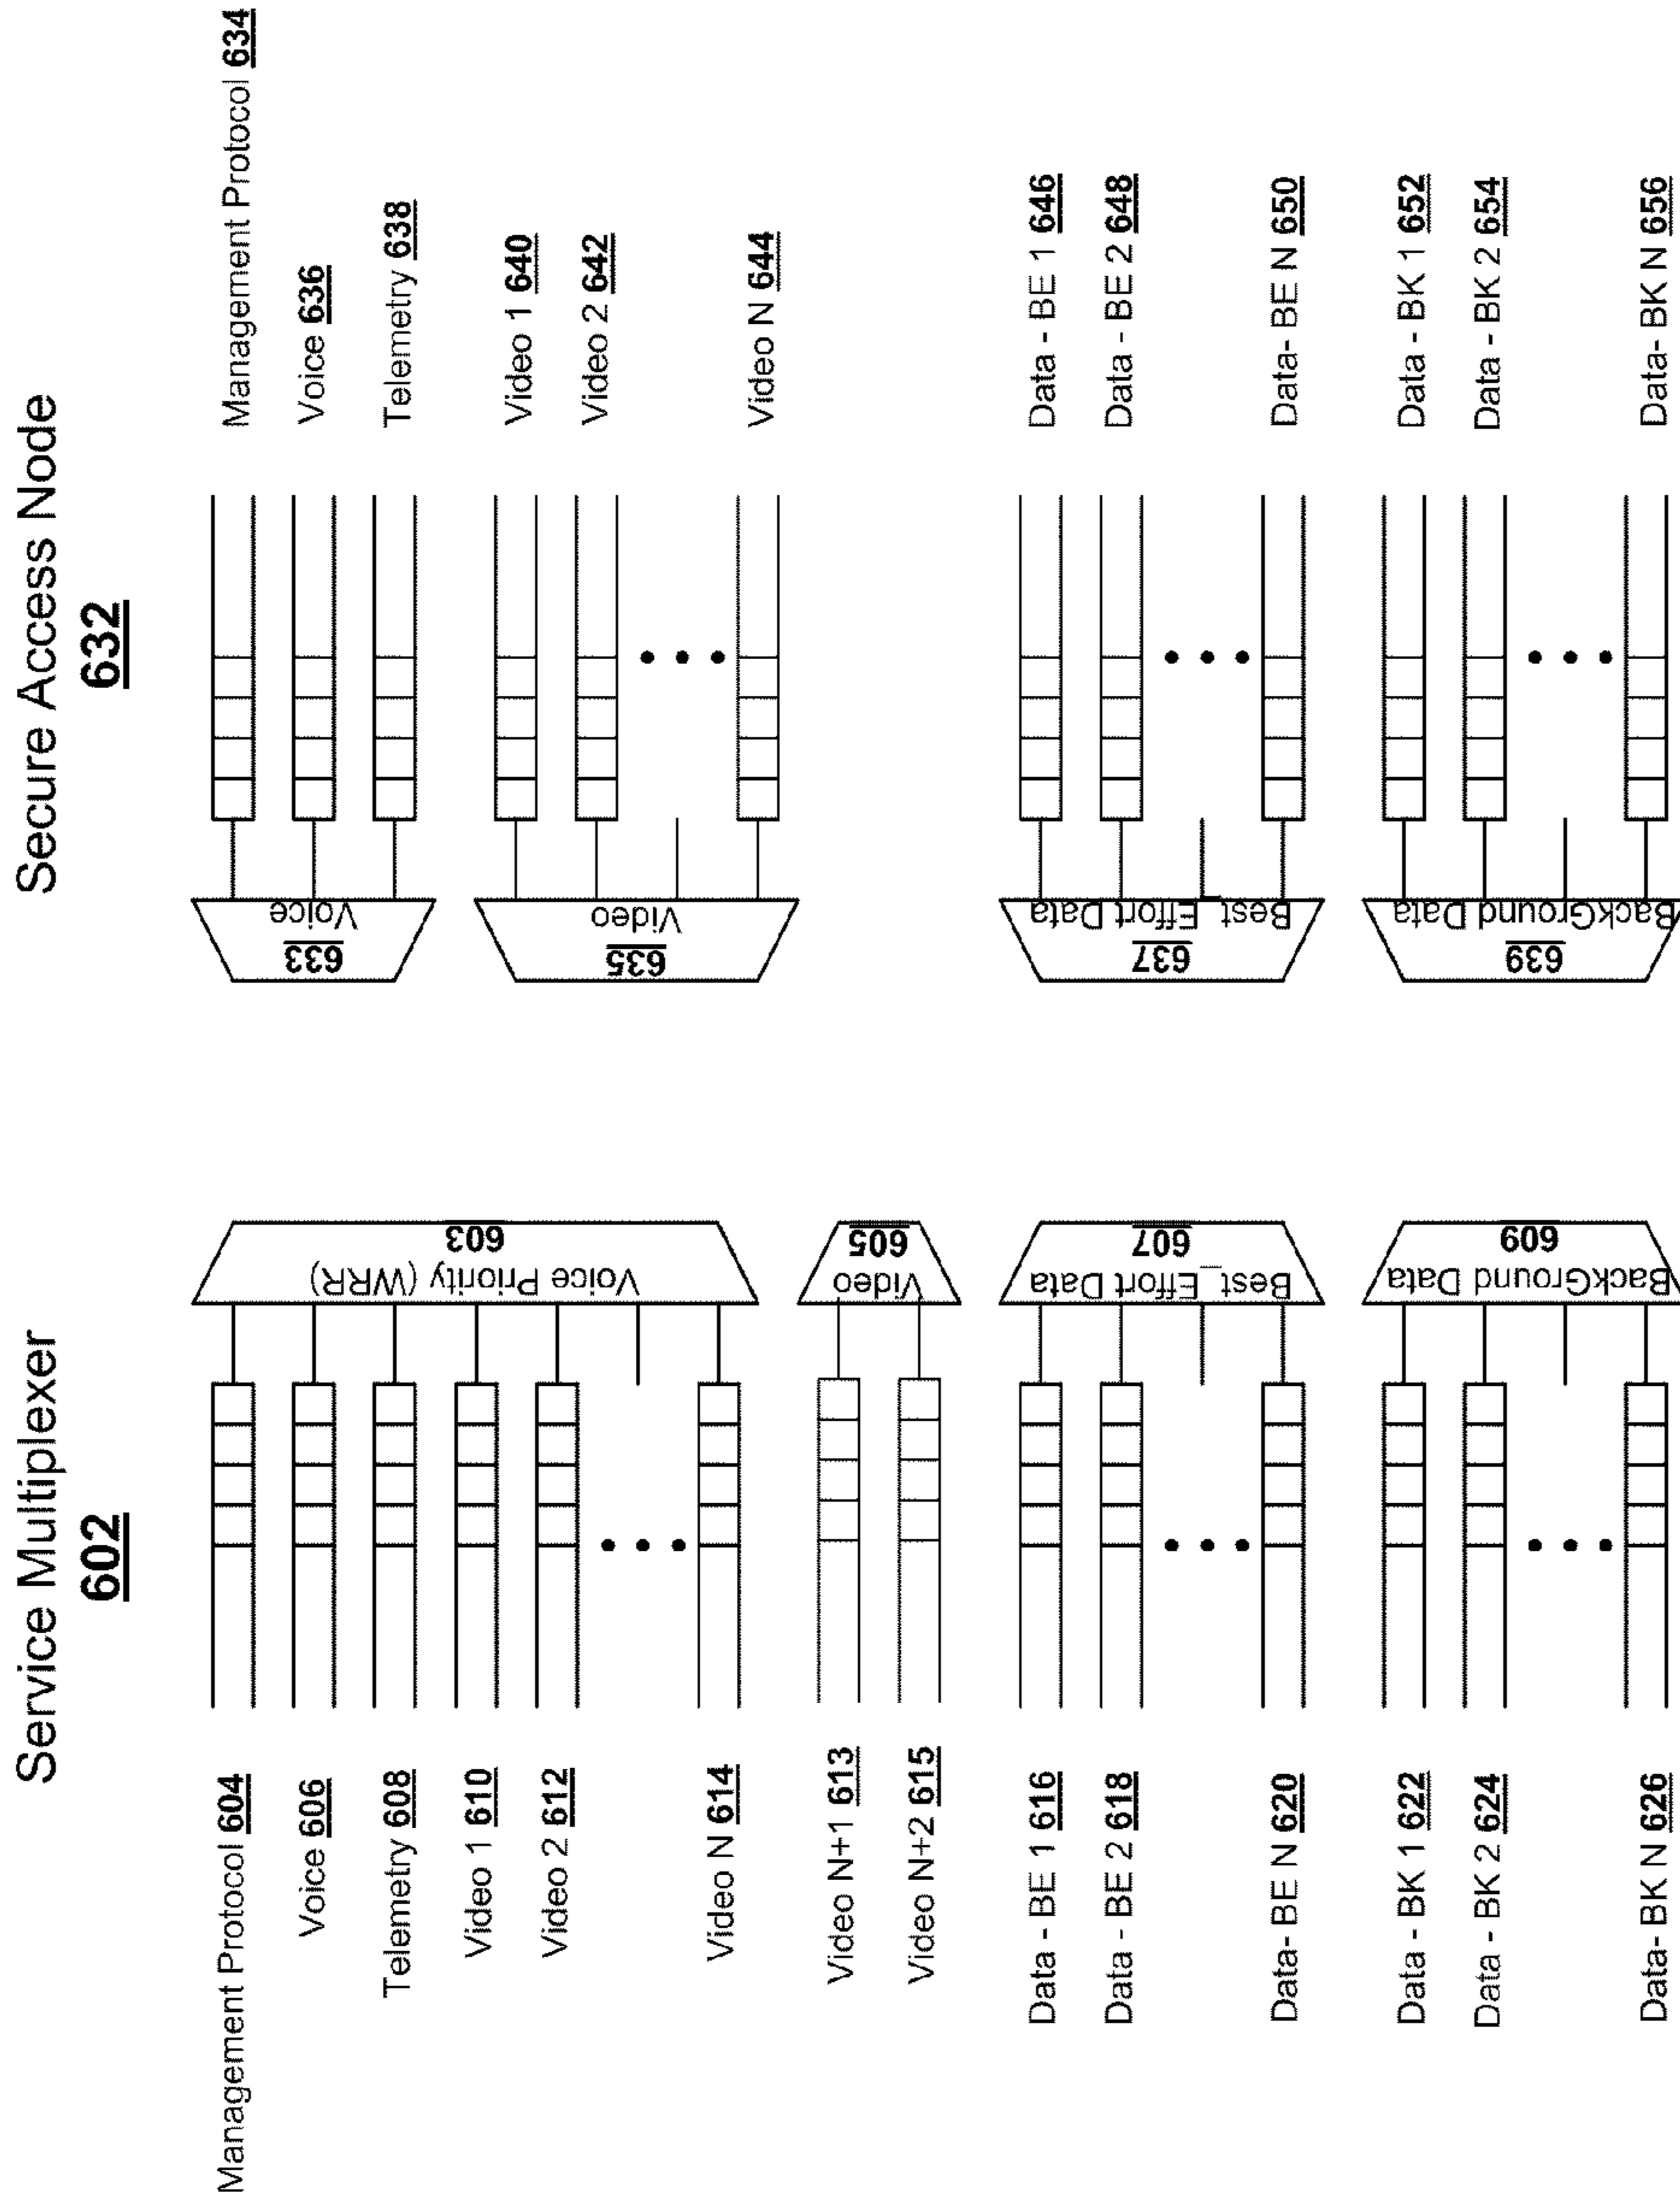 Service Multiplexer
602
Management Protocol 604
Voice 606
Telemetry 608
Video 1 610
Video 2 612
Video N 614
Video N+1 613
Video N+2 615
Data - BE 1 616
Data - BE 2 618
Data- BE N 620
Data - BK 1 622
Data - BK 2 624
Data- BK N 626
Voice Priority (WRR)
603
Video
605
Best_Effort Data
607
BackGround Data
609
Secure Access Node
632
Voice
633
Video
635
Best_Effort Data
637
BackGround Data
639
Management Protocol 634
Voice 636
Telemetry 638
Video 1 640
Video 2 642
Video N 644
Data - BE 1 646
Data - BE 2 648
Data- BE N 650
Data - BK 1 652
Data - BK 2 654
Data- BK N 656